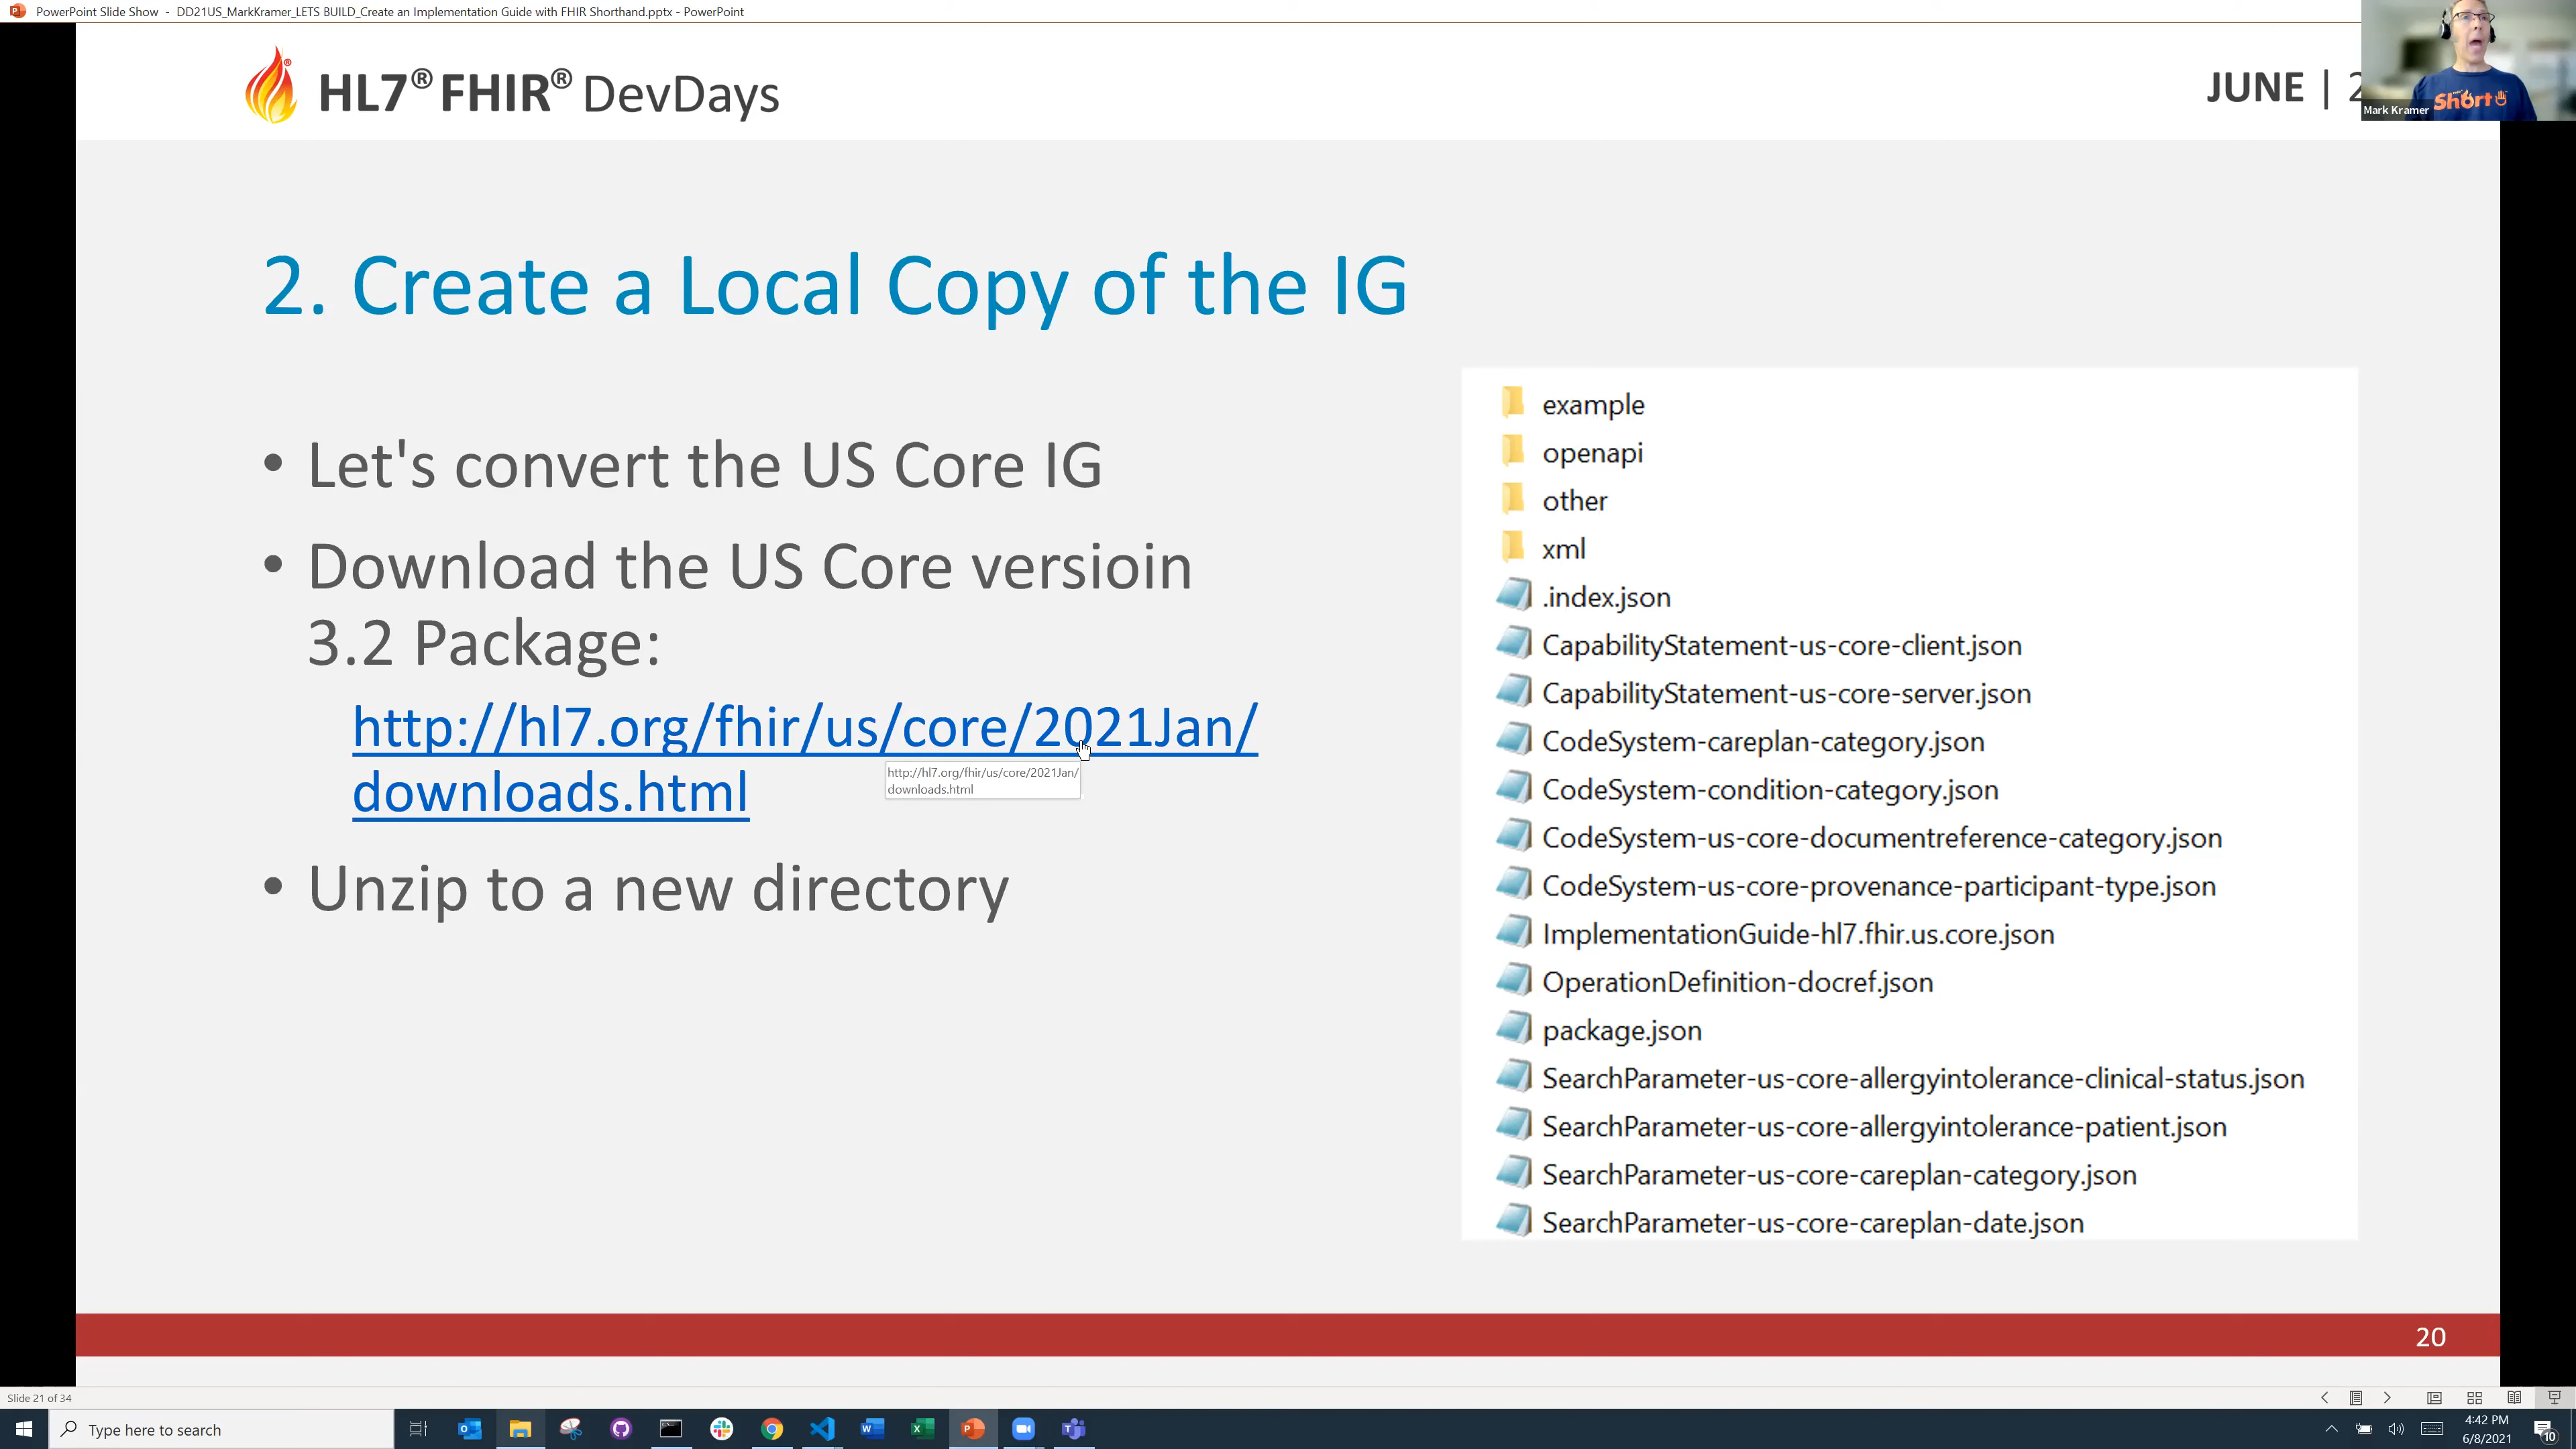 PowerPoint Slide Show - DD21US_MarkKramer_LETS BUILD_Create an Implementation Guide with FHIR Shorthand.pptx - PowerPoint
HL7® FHIR® DevDays
JUNE | 2
Short
Mark Kramer
2. Create a Local Copy of the IG
• Let's convert the US Core IG
• Download the US Core versioin
3.2 Package:
http://hl7.org/fhir/us/core/2021Jan/
downloads.html
http://hl7.org/fhir/us/core/2021Jan/
downloads.html
• Unzip to a new directory
example
openapi
other
xml
.index.json
CapabilityStatement-us-core-client.json
CapabilityStatement-us-core-server.json
CodeSystem-careplan-category.json
CodeSystem-condition-category.json
CodeSystem-us-core-documentreference-category.json
CodeSystem-us-core-provenance-participant-type.json
ImplementationGuide-hl7.fhir.us.core.json
OperationDefinition-docref.json
package.json
SearchParameter-us-core-allergyintolerance-clinical-status.json
SearchParameter-us-core-allergyintolerance-patient.json
SearchParameter-us-core-careplan-category.json
SearchParameter-us-core-careplan-date.json
20
Slide 21 of 34
Type here to search
4:42 PM
6/8/2021
10